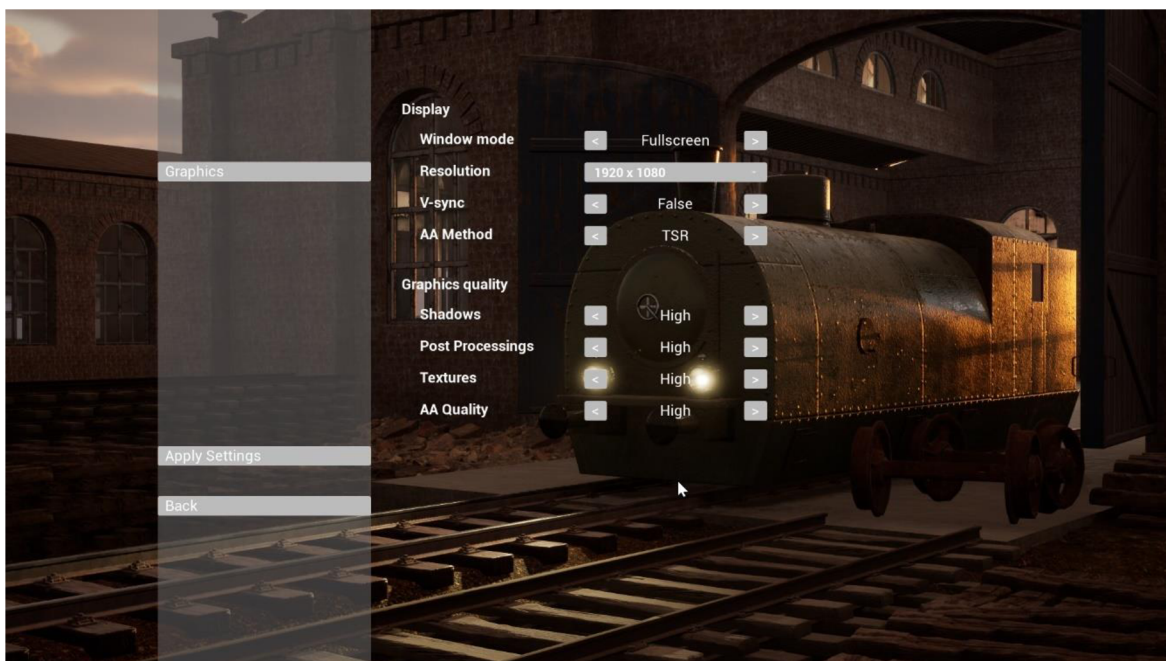 Display
Window mode < Fullscreen >
Graphics
Resolution 1920 x 1080
V-sync < False >
AA Method < TSR >
Graphics quality
Shadows < High >
Post Processings < High >
Textures < High >
AA Quality < High >
Apply Settings
Back